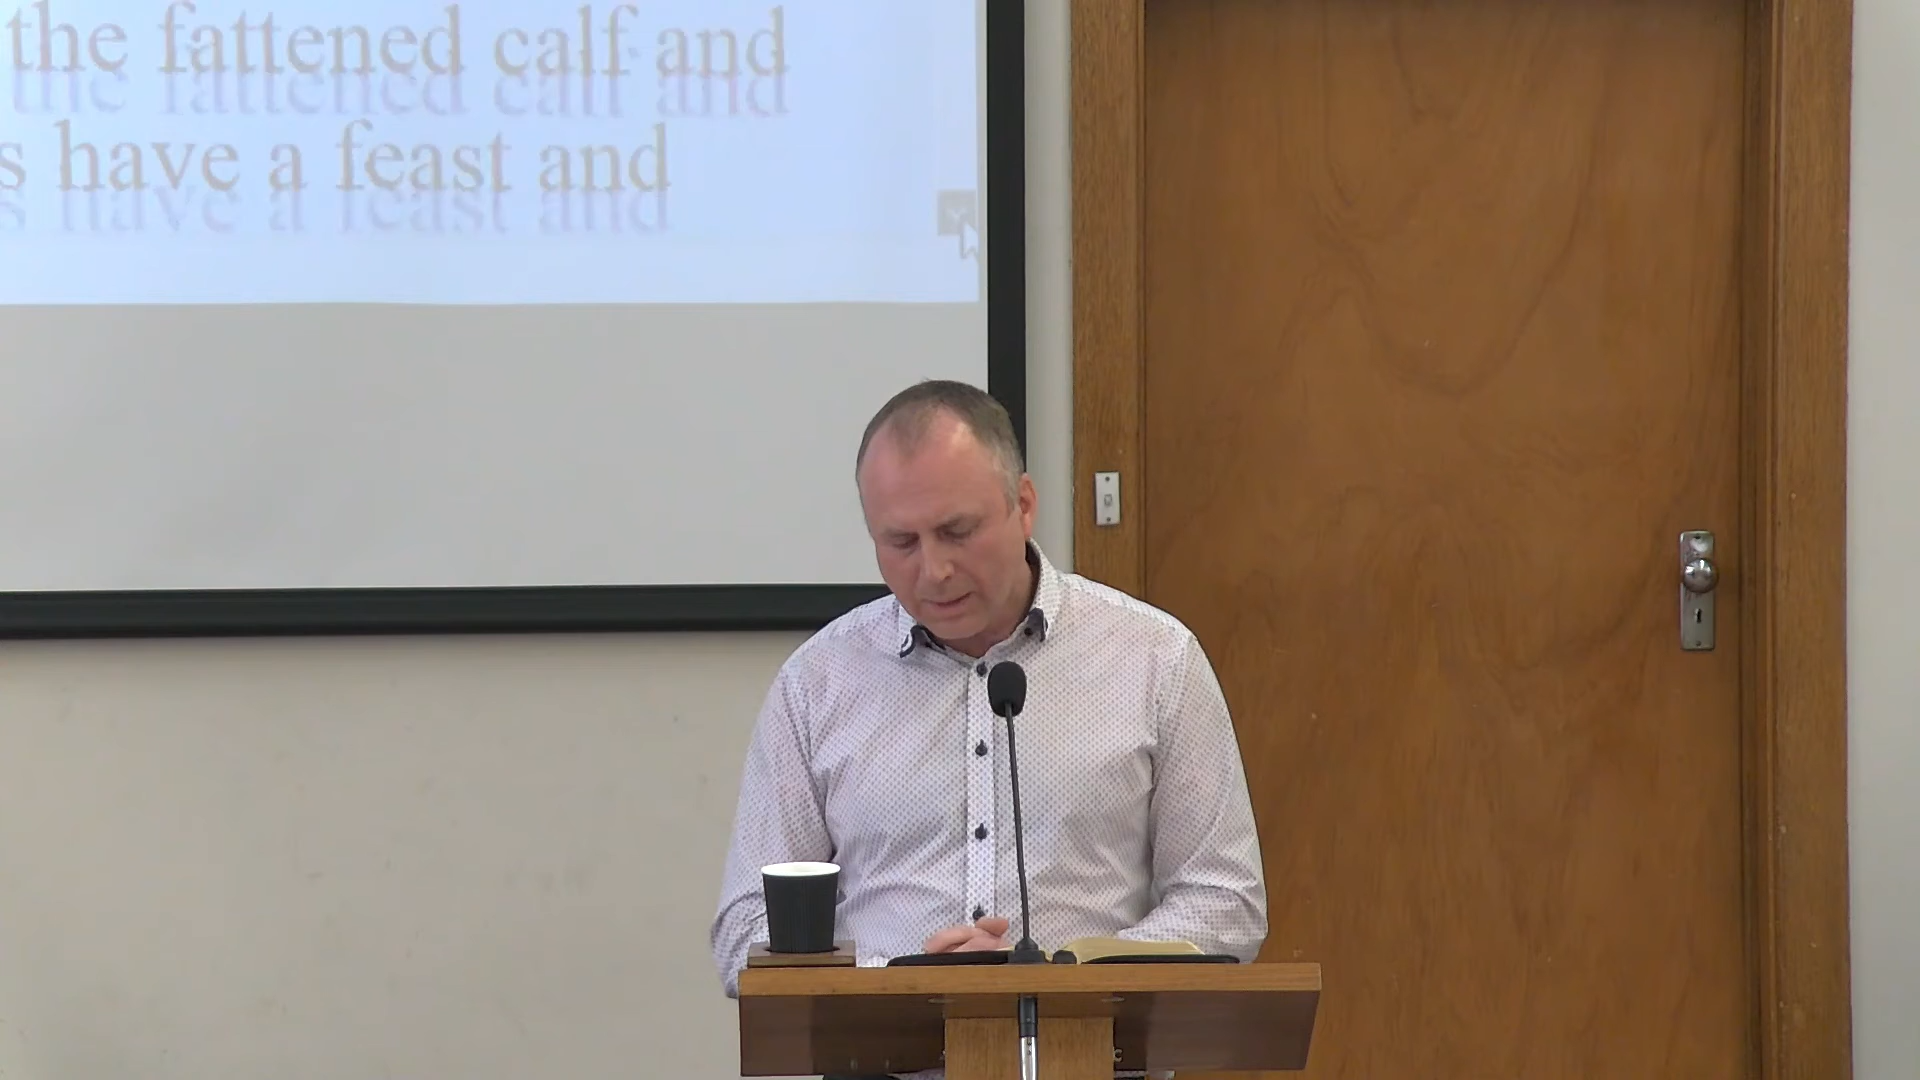 the fattened calf and
s have a feast and